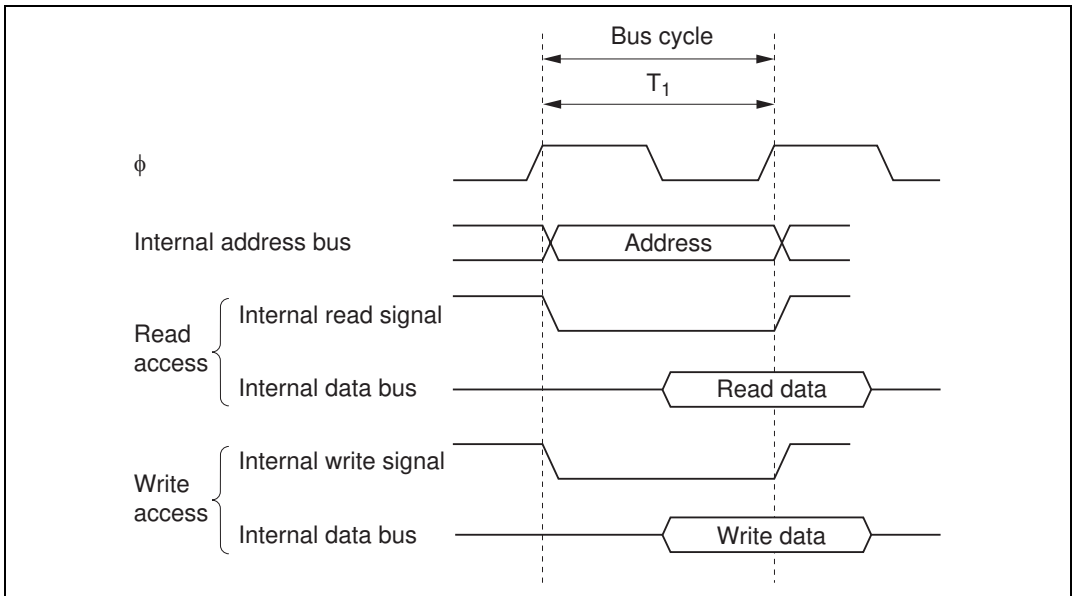 Bus cycle
T1
ϕ
Internal address bus
Address
Read access
Internal read signal
Internal data bus
Read data
Write access
Internal write signal
Internal data bus
Write data